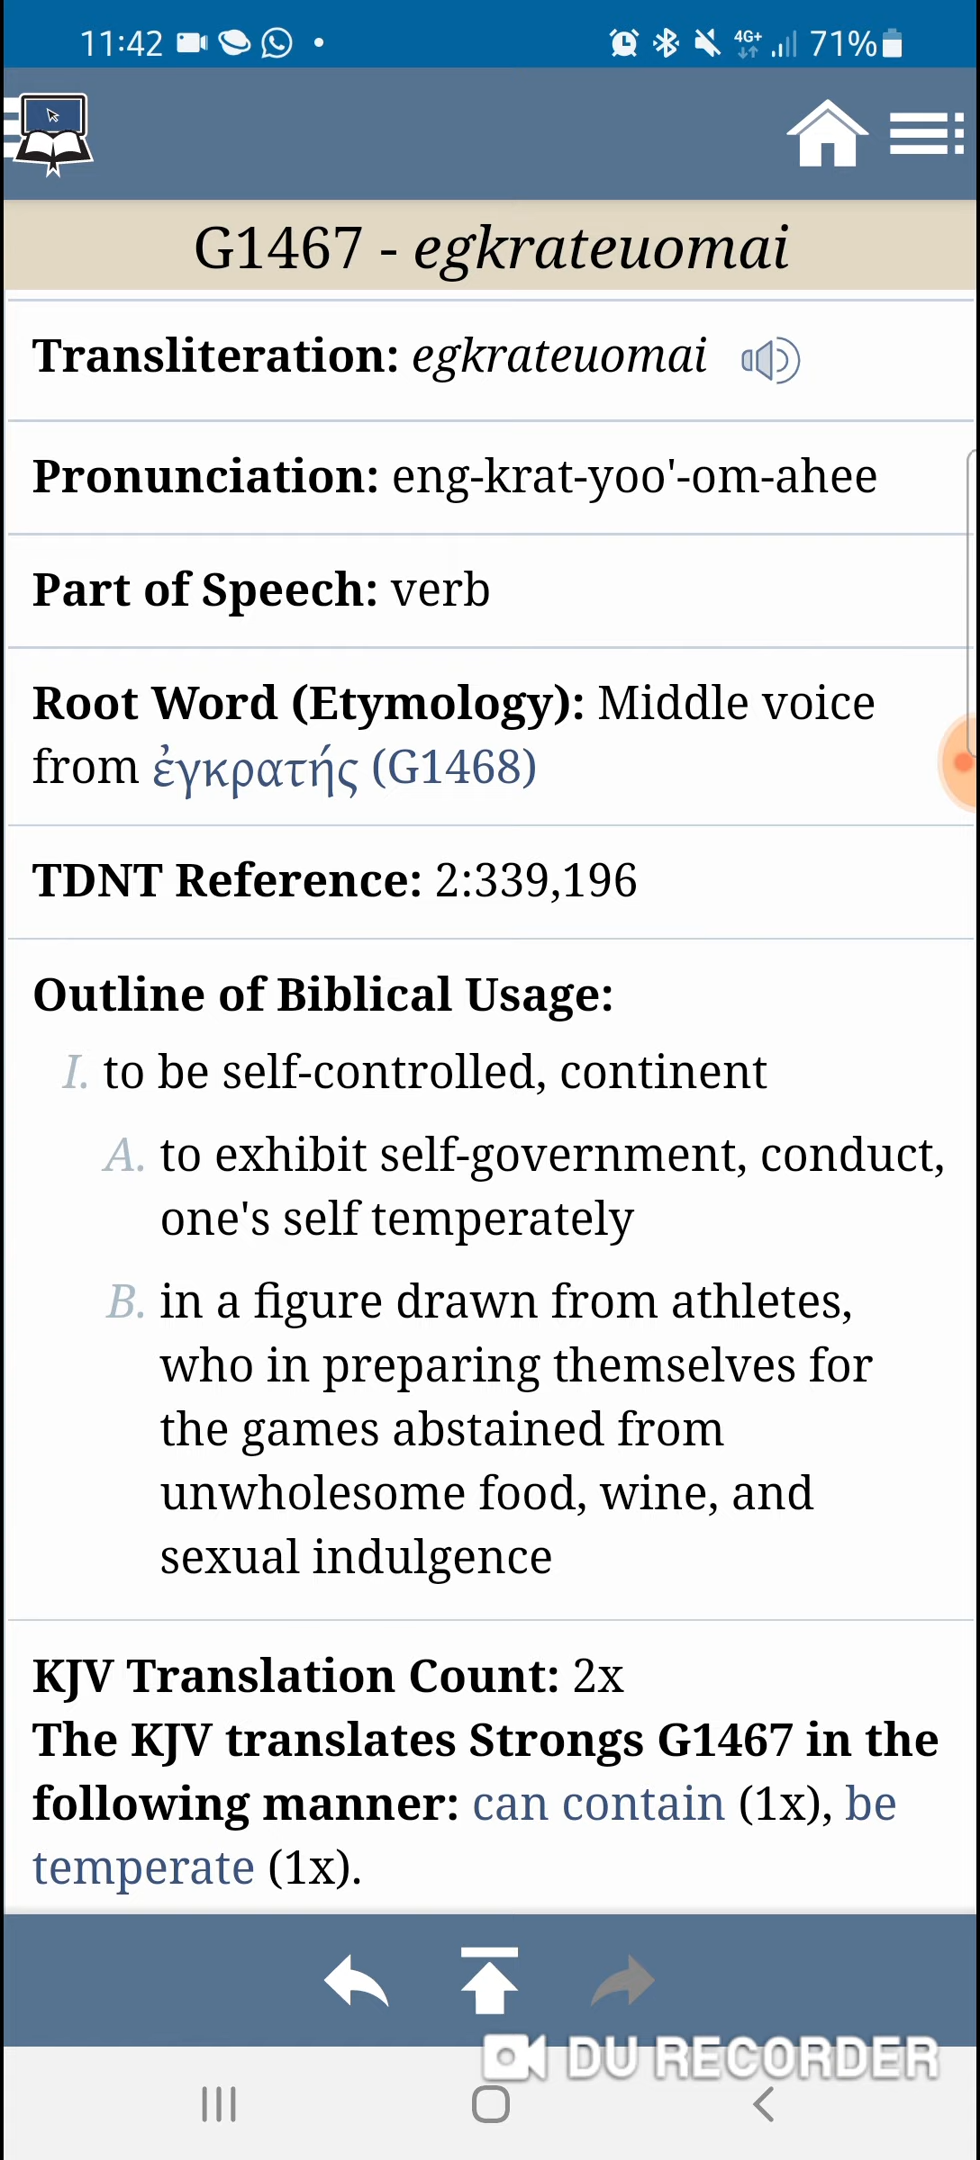 11:42 4G+ 71%
G1467 - egkrateuomai
Transliteration: egkrateuomai
Pronunciation: eng-krat-yoo'-om-ahee
Part of Speech: verb
Root Word (Etymology): Middle voice
from ἐγκρατής (G1468)
TDNT Reference: 2:339,196
Outline of Biblical Usage:
I. to be self-controlled, continent
A. to exhibit self-government, conduct,
one's self temperately
B. in a figure drawn from athletes,
who in preparing themselves for
the games abstained from
unwholesome food, wine, and
sexual indulgence
KJV Translation Count: 2x
The KJV translates Strongs G1467 in the
following manner: can contain (1x), be
temperate (1x).
DU RECORDER